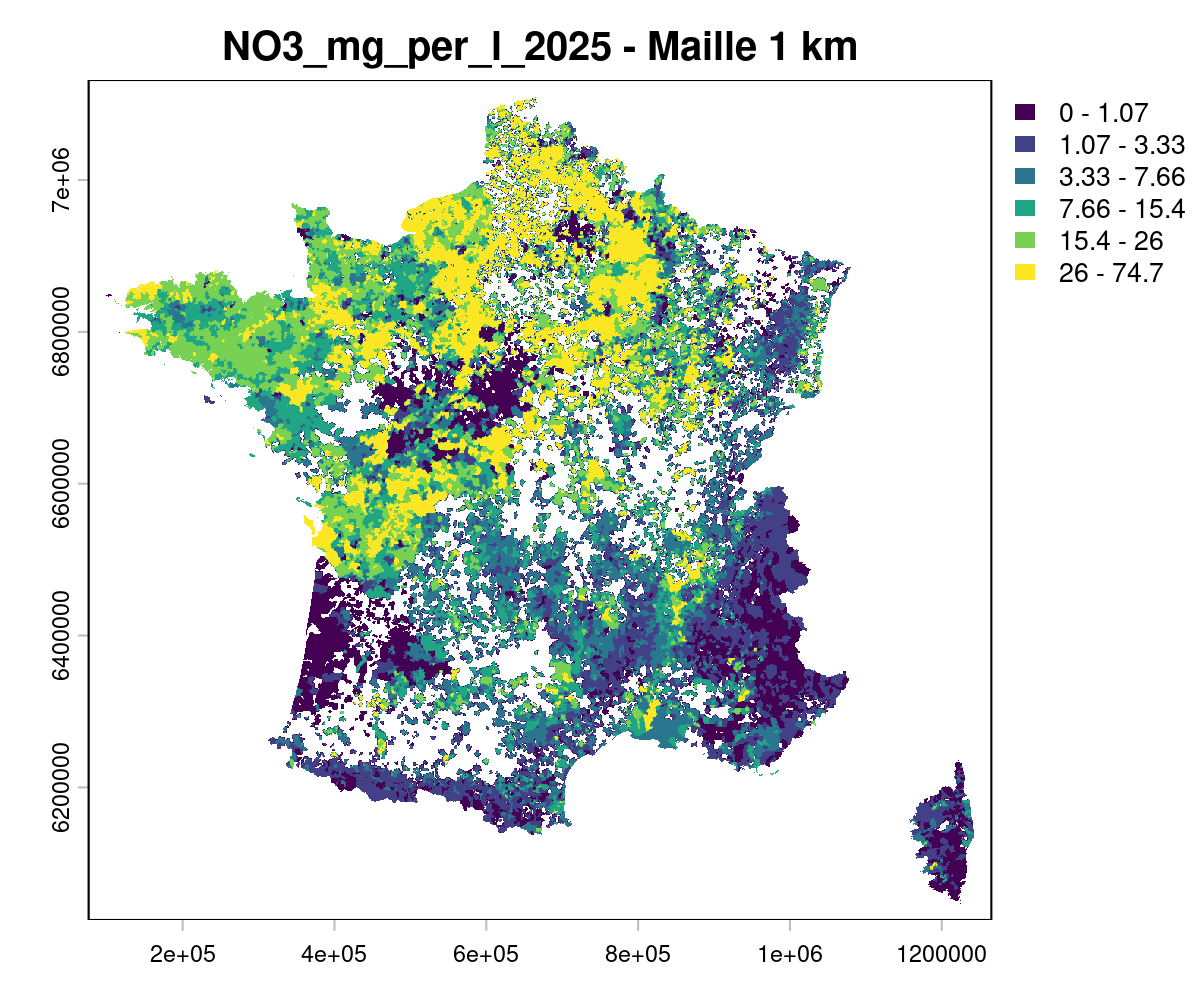 NO3_mg_per_l_2025 - Maille 1 km
0 - 1.07
1.07 - 3.33
3.33 - 7.66
7.66 - 15.4
15.4 - 26
26 - 74.7
7e+06
6800000
6600000
6400000
6200000
2e+05
4e+05
6e+05
8e+05
1e+06
1200000